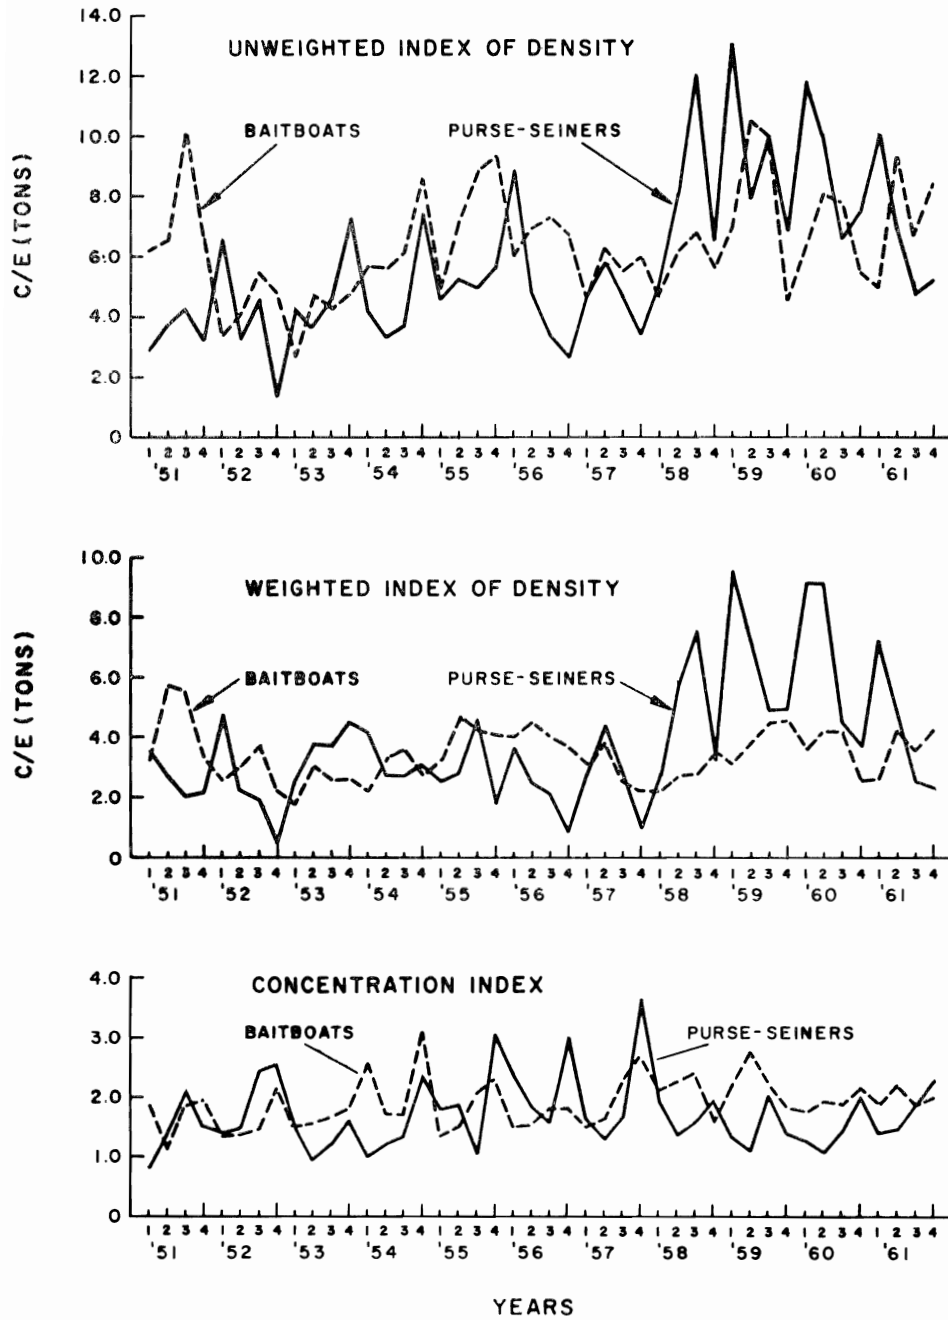 14.0
UNWEIGHTED INDEX OF DENSITY
12.0
BAITBOATS PURSE-SEINERS
10.0
8.0
C/E (TONS)
6.0
4.0
2.0
0
1 2 3 4 1 2 3 4 1 2 3 4 1 2 3 4 1 2 3 4 1 2 3 4 1 2 3 4 1 2 3 4 1 2 3 4 1 2 3 4 1 2 3 4
'51 '52 '53 '54 '55 '56 '57 '58 '59 '60 '61
10.0
WEIGHTED INDEX OF DENSITY
8.0
6.0
BAITBOATS PURSE-SEINERS
C/E (TONS)
4.0
2.0
0
1 2 3 4 1 2 3 4 1 2 3 4 1 2 3 4 1 2 3 4 1 2 3 4 1 2 3 4 1 2 3 4 1 2 3 4 1 2 3 4 1 2 3 4
'51 '52 '53 '54 '55 '56 '57 '58 '59 '60 '61
4.0
CONCENTRATION INDEX
3.0
BAITBOATS PURSE-SEINERS
2.0
1.0
0
1 2 3 4 1 2 3 4 1 2 3 4 1 2 3 4 1 2 3 4 1 2 3 4 1 2 3 4 1 2 3 4 1 2 3 4 1 2 3 4 1 2 3 4
'51 '52 '53 '54 '55 '56 '57 '58 '59 '60 '61
YEARS